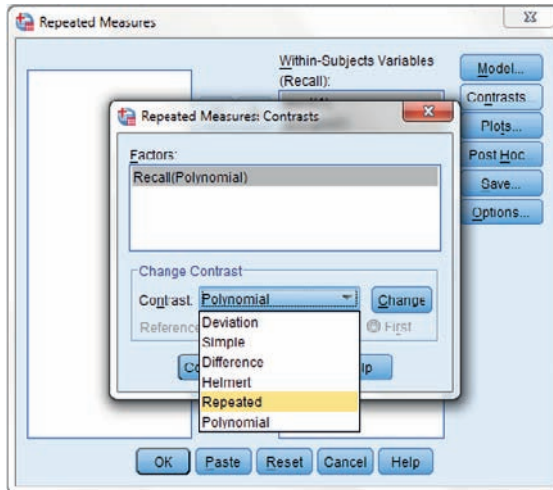 Repeated Measures
Within-Subjects Variables
(Recall):
Model...
Contrasts...
Plots...
Post Hoc
Save...
Options...
Repeated Measures: Contrasts
Factors:
Recall(Polynomial)
Change Contrast
Contrast: Polynomial
Change
Reference
First
Deviation
Simple
Difference
Helmert
Repeated
Polynomial
OK
Paste
Reset
Cancel
Help